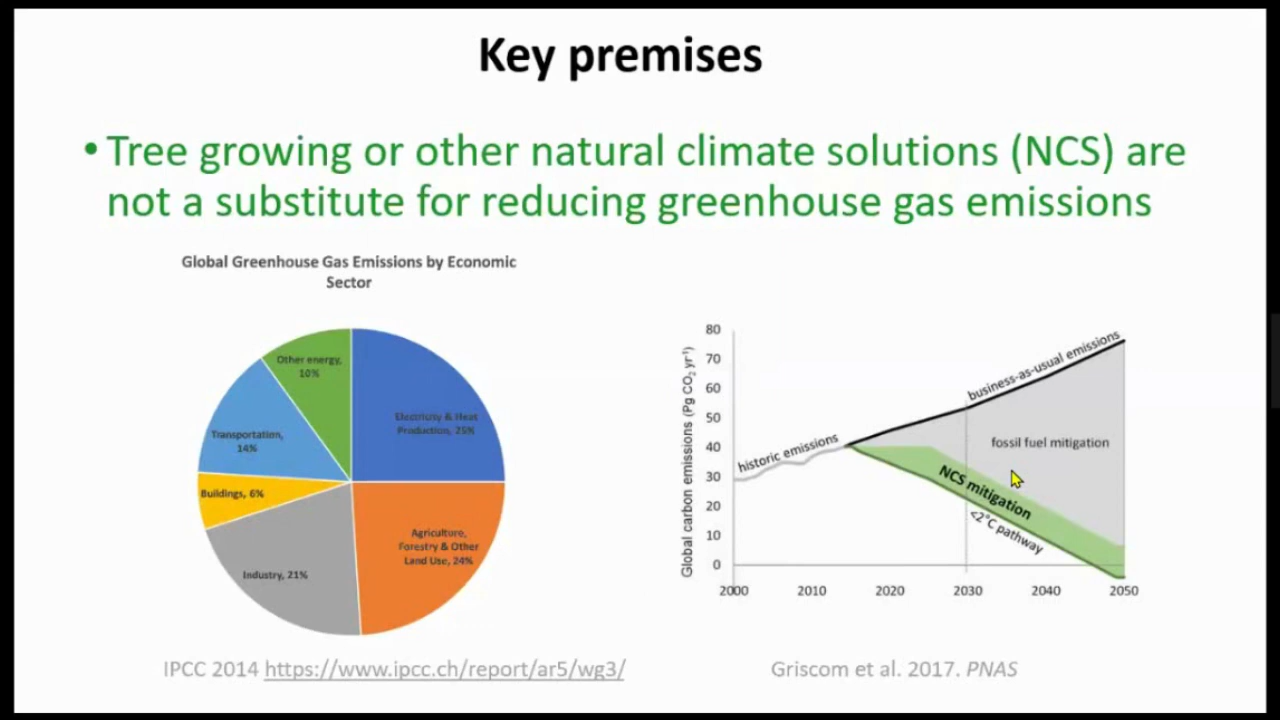 Key premises
• Tree growing or other natural climate solutions (NCS) are
not a substitute for reducing greenhouse gas emissions
Global Greenhouse Gas Emissions by Economic
Sector
Other energy,
10%
Electricity & Heat
Production, 25%
Transportation,
14%
Buildings, 6%
Agriculture,
Forestry & Other
Land Use, 24%
Industry, 21%
IPCC 2014 https://www.ipcc.ch/report/ar5/wg3/
Global carbon emissions (Pg CO₂ yr⁻¹)
80
70
60
50
40
30
20
10
0
2000 2010 2020 2030 2040 2050
historic emissions
business-as-usual emissions
fossil fuel mitigation
NCS mitigation
<2°C pathway
Griscom et al. 2017. PNAS